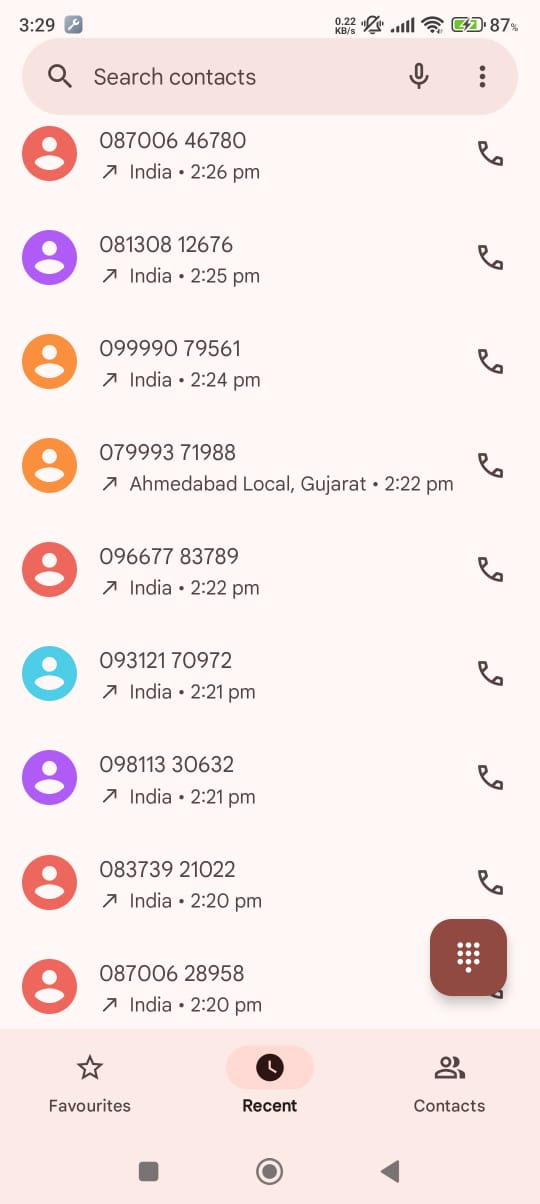 3:29
0.22
KB/s
87%
Search contacts
087006 46780
India • 2:26 pm
081308 12676
India • 2:25 pm
099990 79561
India • 2:24 pm
079993 71988
Ahmedabad Local, Gujarat • 2:22 pm
096677 83789
India • 2:22 pm
093121 70972
India • 2:21 pm
098113 30632
India • 2:21 pm
083739 21022
India • 2:20 pm
087006 28958
India • 2:20 pm
Favourites
Recent
Contacts